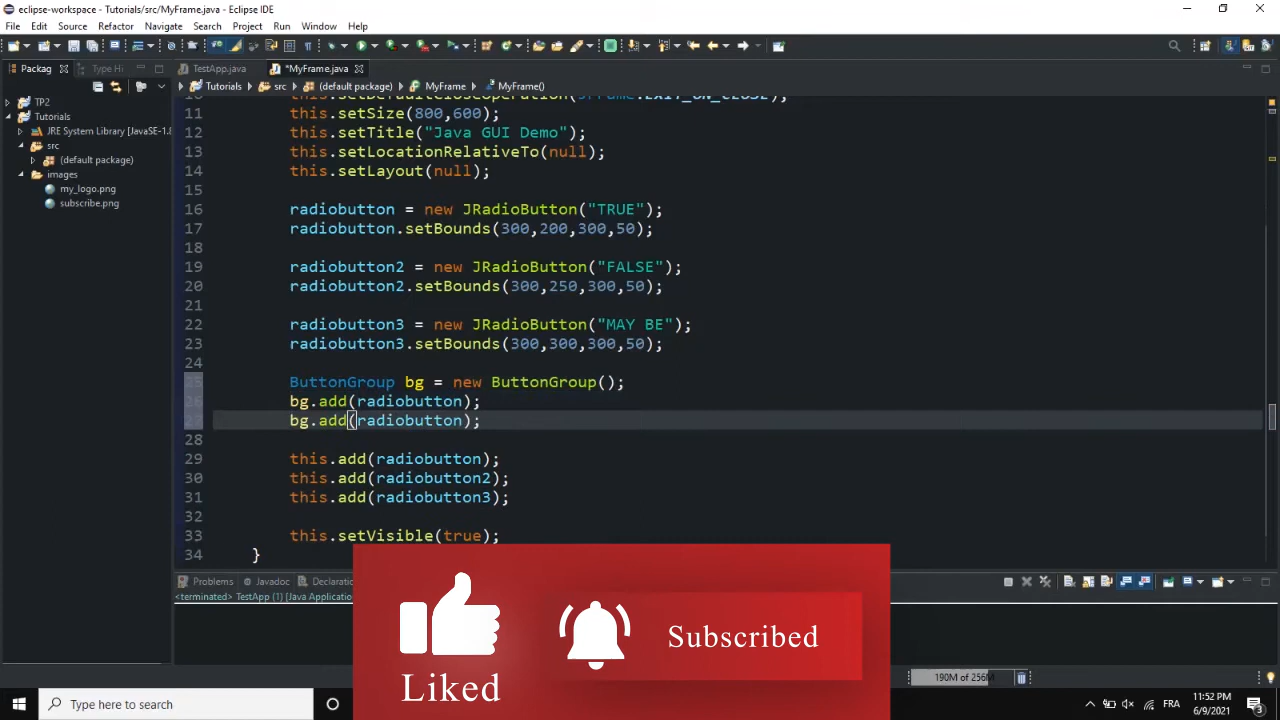 eclipse-workspace - Tutorials/src/MyFrame.java - Eclipse IDE
File Edit Source Refactor Navigate Search Project Run Window Help
Packag Type Hi TestApp.java *MyFrame.java
Tutorials src (default package) MyFrame MyFrame()
TP2
Tutorials
JRE System Library [JavaSE-1.
src
(default package)
images
my_logo.png
subscribe.png
11 this.setSize(800,600);
12 this.setTitle("Java GUI Demo");
13 this.setLocationRelativeTo(null);
14 this.setLayout(null);
15
16 radiobutton = new JRadioButton("TRUE");
17 radiobutton.setBounds(300,200,300,50);
18
19 radiobutton2 = new JRadioButton("FALSE");
20 radiobutton2.setBounds(300,250,300,50);
21
22 radiobutton3 = new JRadioButton("MAY BE");
23 radiobutton3.setBounds(300,300,300,50);
24
25 ButtonGroup bg = new ButtonGroup();
26 bg.add(radiobutton);
27 bg.add(radiobutton);
28
29 this.add(radiobutton);
30 this.add(radiobutton2);
31 this.add(radiobutton3);
32
33 this.setVisible(true);
34 }
Problems Javadoc Declaratio
<terminated> TestApp (1) [Java Applicatio
Liked
Subscribed
190M of 256M
Type here to search
FRA
11:52 PM
6/9/2021
3